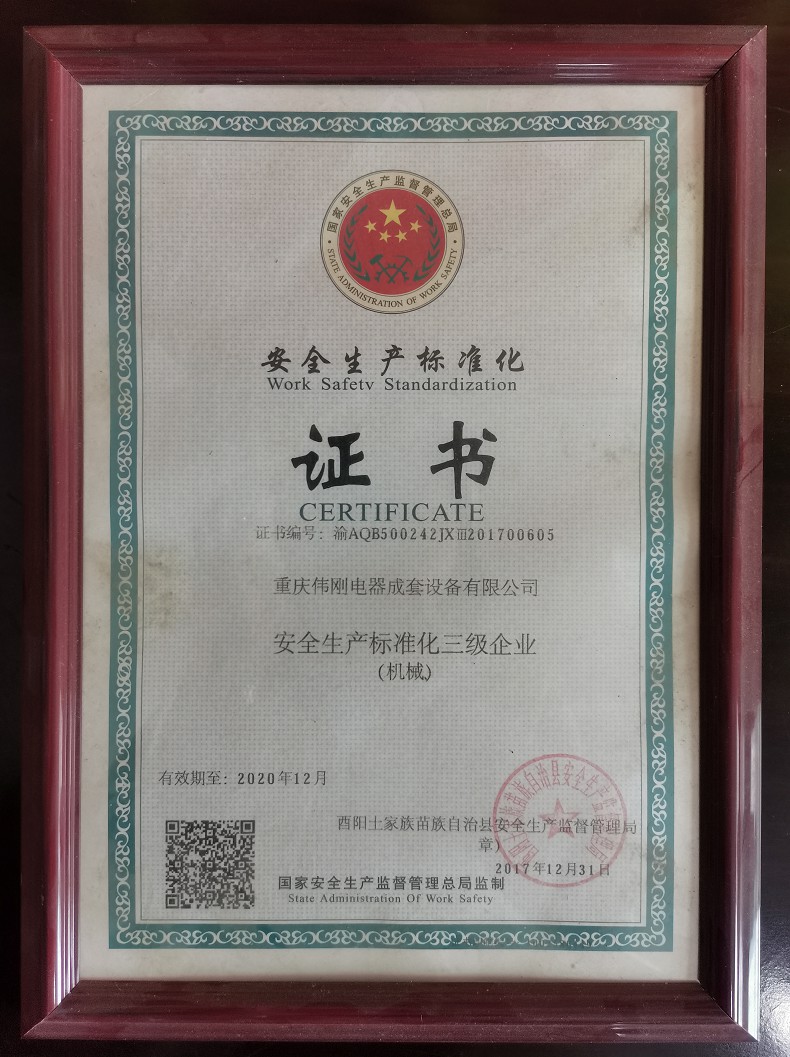 国家安全生产监督管理总局
STATE ADMINISTRATION OF WORK SAFETY
安全生产标准化
Work Safety Standardization
证书
CERTIFICATE
证书编号：渝AQB500242JXⅢ201700605
重庆伟刚电器成套设备有限公司
安全生产标准化三级企业
（机械）
有效期至：2020年12月
酉阳土家族苗族自治县安全生产监督管理局
章）
2017年12月31日
国家安全生产监督管理总局监制
State Administration Of Work Safety